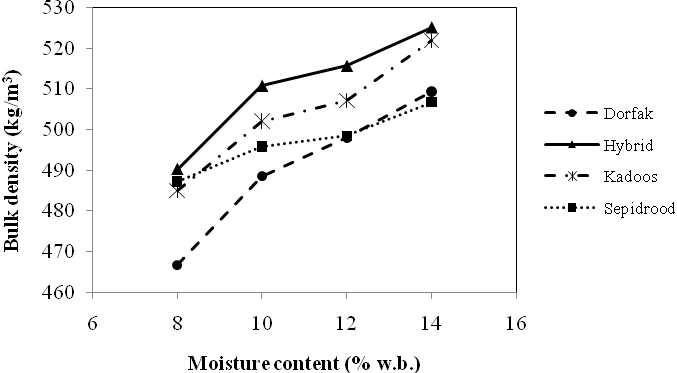 530
520
510
500
490
480
470
460
Bulk density (kg/m³)
6 8 10 12 14 16
Moisture content (% w.b.)
Dorfak
Hybrid
Kadoos
Sepidrood